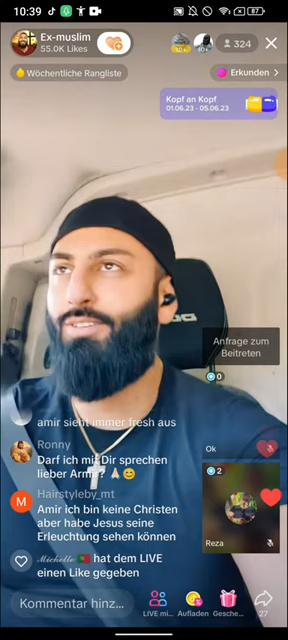 10:39
87
Ex-muslim
55.0K Likes
324
Wöchentliche Rangliste
Erkunden >
Kopf an Kopf
01.06.23 - 05.06.23
Anfrage zum
Beitreten
0
amir sieht immer fresh aus
Ronny
Darf ich mit Dir sprechen
lieber Armir?
Ok
2
M
Hairstyleby_mt
Amir ich bin keine Christen
aber habe Jesus seine
Erleuchtung sehen können
Reza
Michelle hat dem LIVE
einen Like gegeben
Kommentar hinz...
LIVE mi...
Aufladen
Gesche...
27